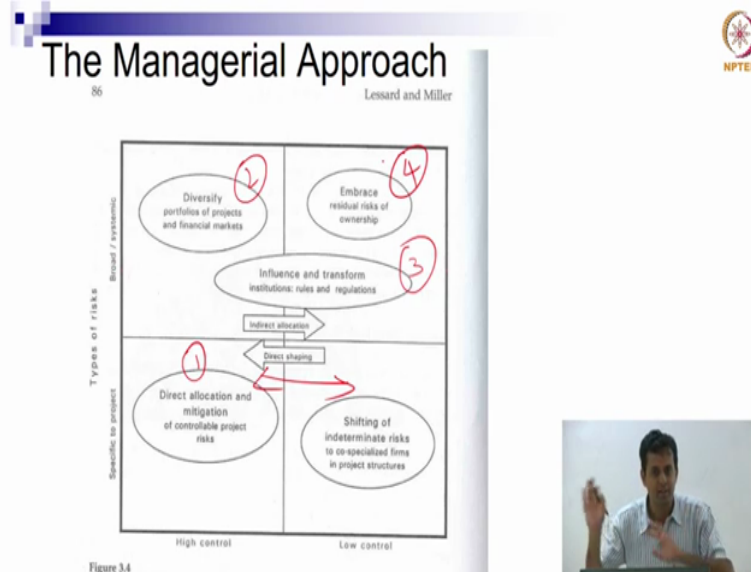 The Managerial Approach
NPTEL
86
Lessard and Miller
2
4
Diversify
portfolios of projects
and financial markets
Embrace
residual risks of
ownership
3
Influence and transform
institutions: rules and regulations
Indirect allocation
Direct shaping
1
Direct allocation and
mitigation
of controllable project
risks
Shifting of
indeterminate risks
to co-specialized firms
in project structures
Types of risks
Broad / systemic
Specific to project
High control
Low control
Figure 3.4